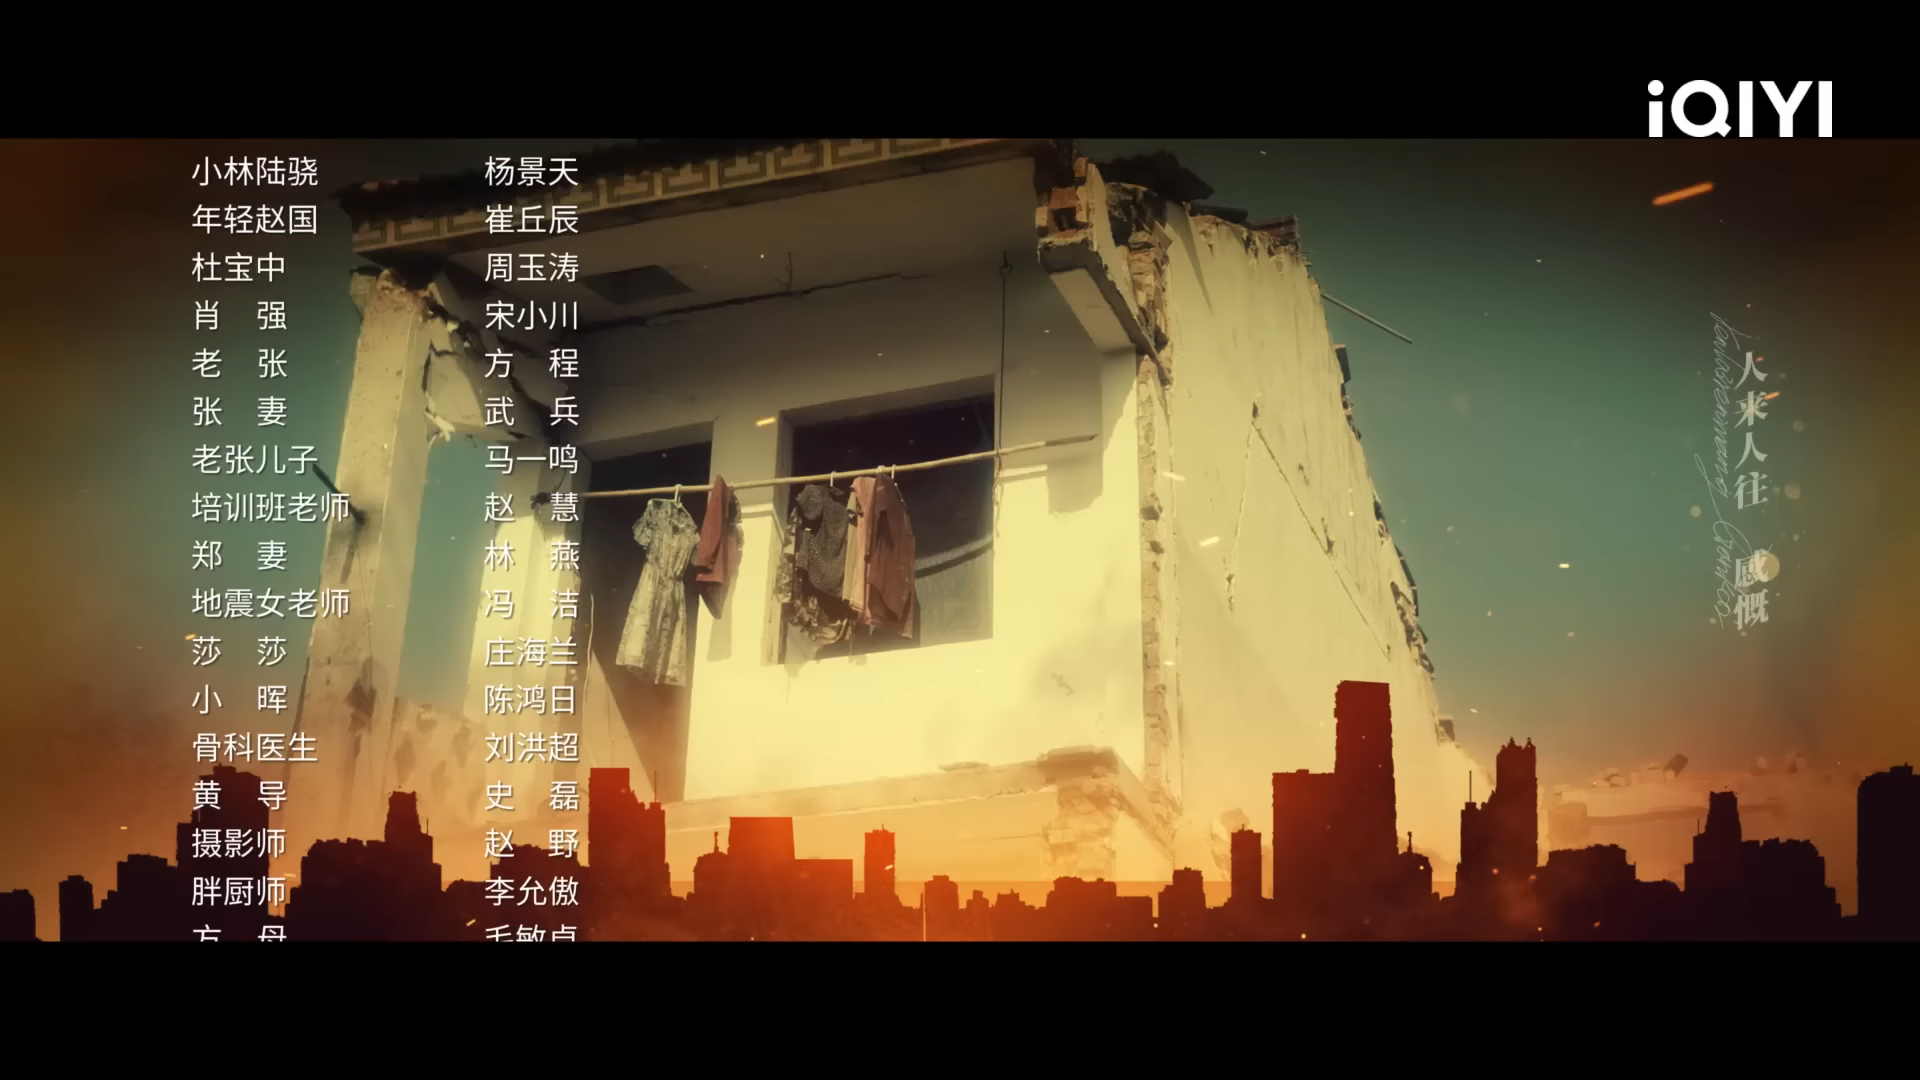 iQIYI
小林陆骁 杨景天
年轻赵国 崔丘辰
杜宝中 周玉涛
肖 强 宋小川
老 张 方 程
张 妻 武 兵
老张儿子 马一鸣
培训班老师 赵 慧
郑 妻 林 燕
地震女老师 冯 洁
莎 莎 庄海兰
小 晖 陈鸿日
骨科医生 刘洪超
黄 导 史 磊
摄影师 赵 野
胖厨师 李允傲
方 母 毛敏卓
人来人往 感慨